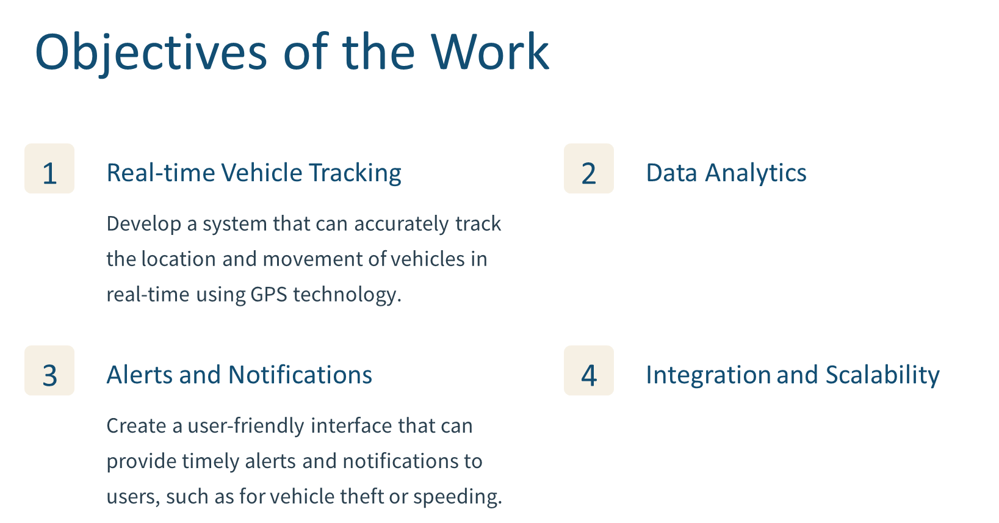 Objectives of the Work
1
Real-time Vehicle Tracking
Develop a system that can accurately track
the location and movement of vehicles in
real-time using GPS technology.
2
Data Analytics
3
Alerts and Notifications
Create a user-friendly interface that can
provide timely alerts and notifications to
users, such as for vehicle theft or speeding.
4
Integration and Scalability